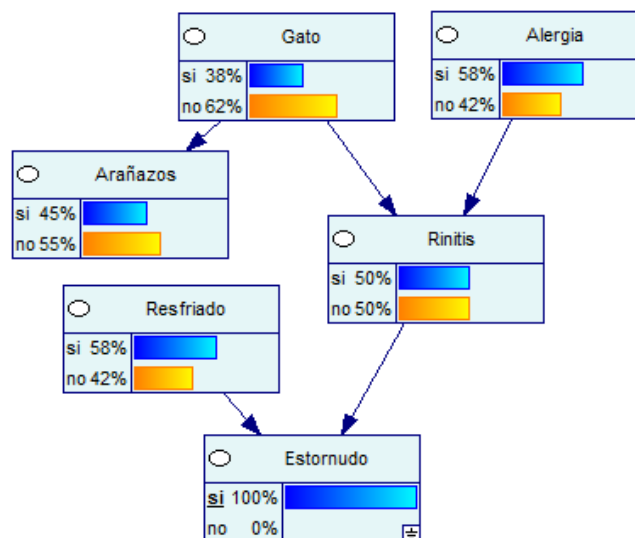 Gato
si 38%
no 62%
Alergia
si 58%
no 42%
Arañazos
si 45%
no 55%
Rinitis
si 50%
no 50%
Resfriado
si 58%
no 42%
Estornudo
si 100%
no 0%